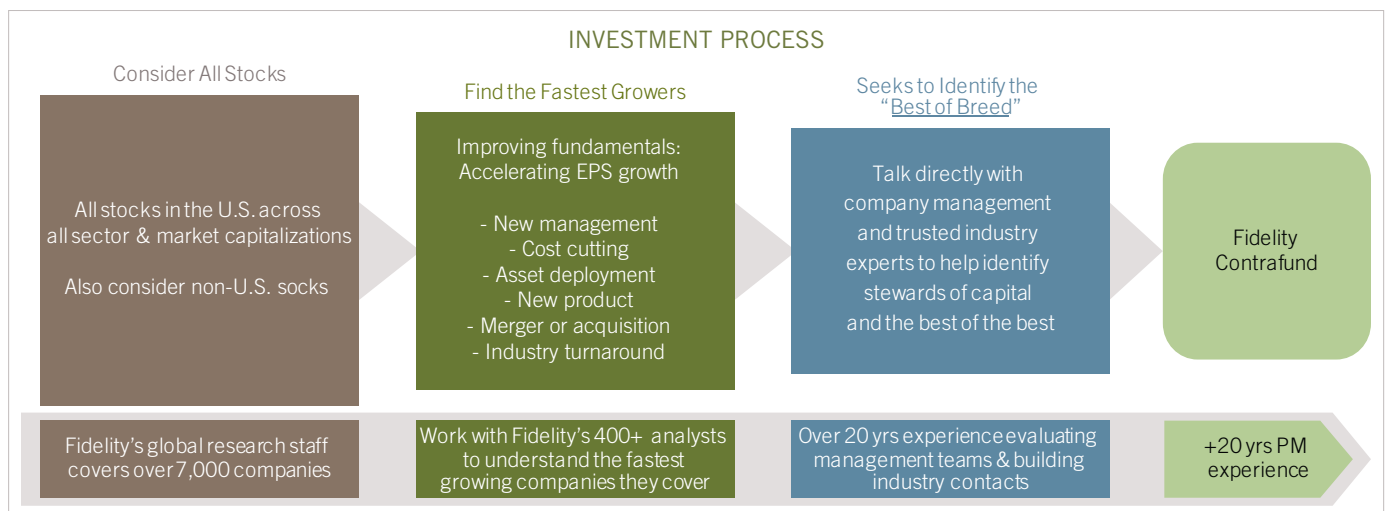 INVESTMENT PROCESS
Consider All Stocks
All stocks in the U.S. across
all sector & market capitalizations
Also consider non-U.S. socks
Fidelity's global research staff
covers over 7,000 companies
Find the Fastest Growers
Improving fundamentals:
Accelerating EPS growth
- New management
- Cost cutting
- Asset deployment
- New product
- Merger or acquisition
- Industry turnaround
Work with Fidelity's 400+ analysts
to understand the fastest
growing companies they cover
Seeks to Identify the
“Best of Breed”
Talk directly with
company management
and trusted industry
experts to help identify
stewards of capital
and the best of the best
Over 20 yrs experience evaluating
management teams & building
industry contacts
Fidelity
Contrafund
+20 yrs PM
experience